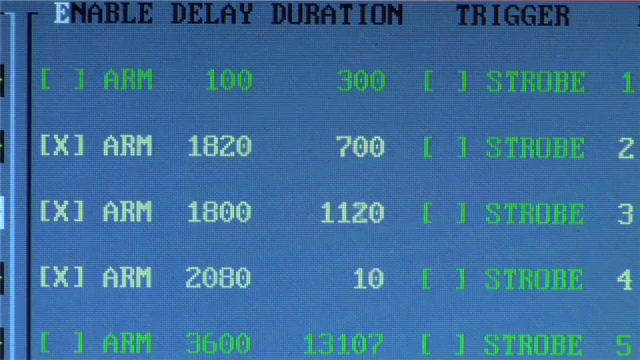 ENABLE DELAY DURATION TRIGGER
[ ] ARM 100 300 [ ] STROBE 1
[X] ARM 1820 700 [ ] STROBE 2
[X] ARM 1800 1120 [ ] STROBE 3
[X] ARM 2080 10 [ ] STROBE 4
[ ] ARM 3600 13107 [ ] STROBE 5